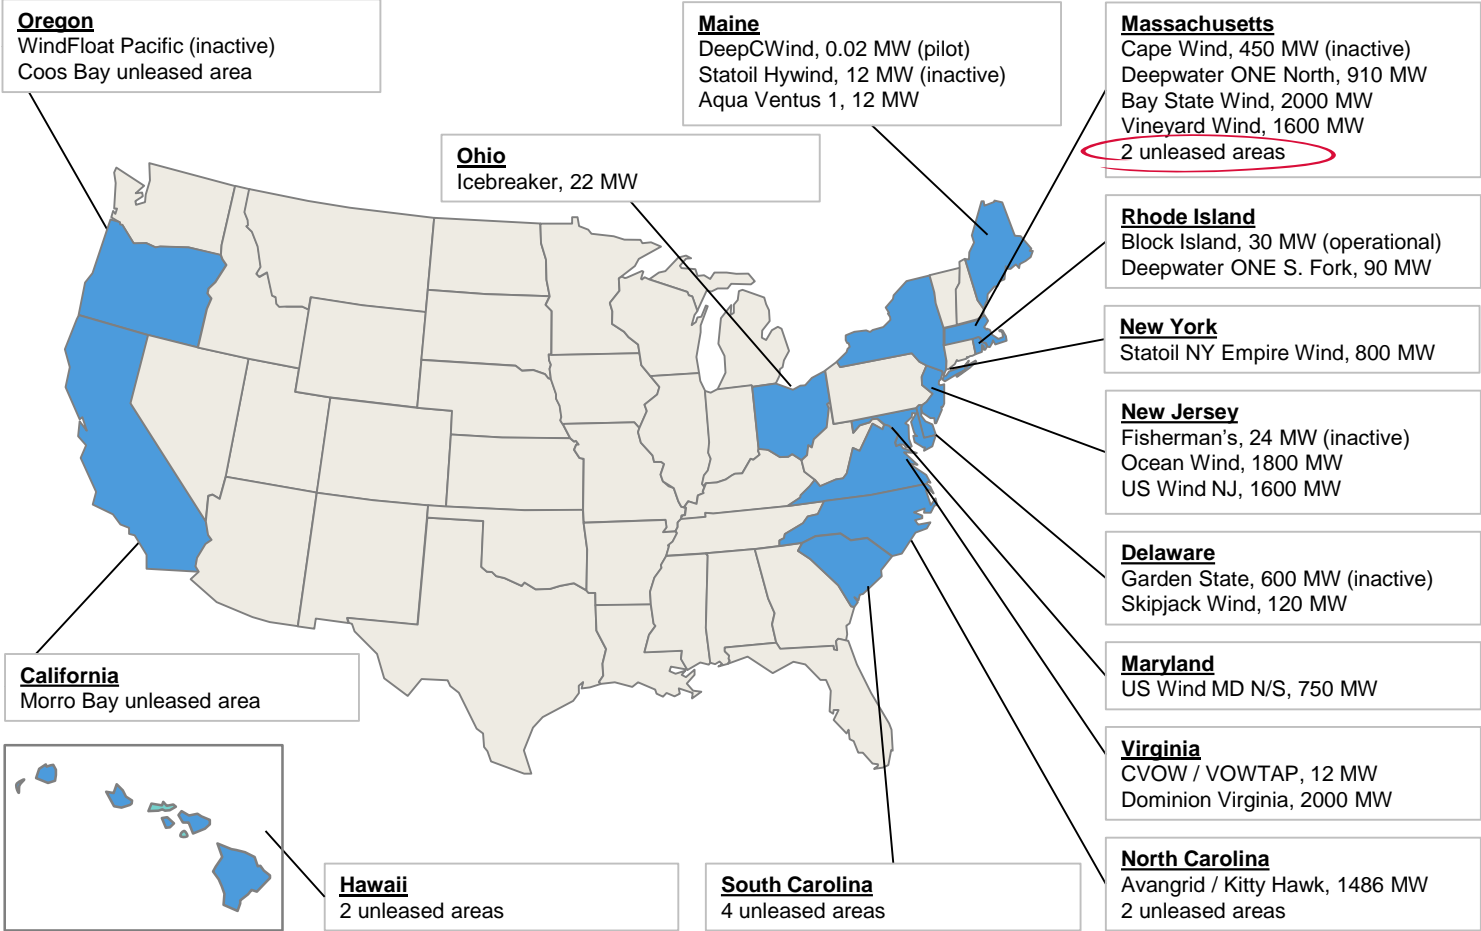 Oregon
WindFloat Pacific (inactive)
Coos Bay unleased area
Maine
DeepCWind, 0.02 MW (pilot)
Statoil Hywind, 12 MW (inactive)
Aqua Ventus 1, 12 MW
Massachusetts
Cape Wind, 450 MW (inactive)
Deepwater ONE North, 910 MW
Bay State Wind, 2000 MW
Vineyard Wind, 1600 MW
2 unleased areas
Ohio
Icebreaker, 22 MW
Rhode Island
Block Island, 30 MW (operational)
Deepwater ONE S. Fork, 90 MW
New York
Statoil NY Empire Wind, 800 MW
New Jersey
Fisherman's, 24 MW (inactive)
Ocean Wind, 1800 MW
US Wind NJ, 1600 MW
Delaware
Garden State, 600 MW (inactive)
Skipjack Wind, 120 MW
California
Morro Bay unleased area
Maryland
US Wind MD N/S, 750 MW
Virginia
CVOW / VOWTAP, 12 MW
Dominion Virginia, 2000 MW
Hawaii
2 unleased areas
South Carolina
4 unleased areas
North Carolina
Avangrid / Kitty Hawk, 1486 MW
2 unleased areas